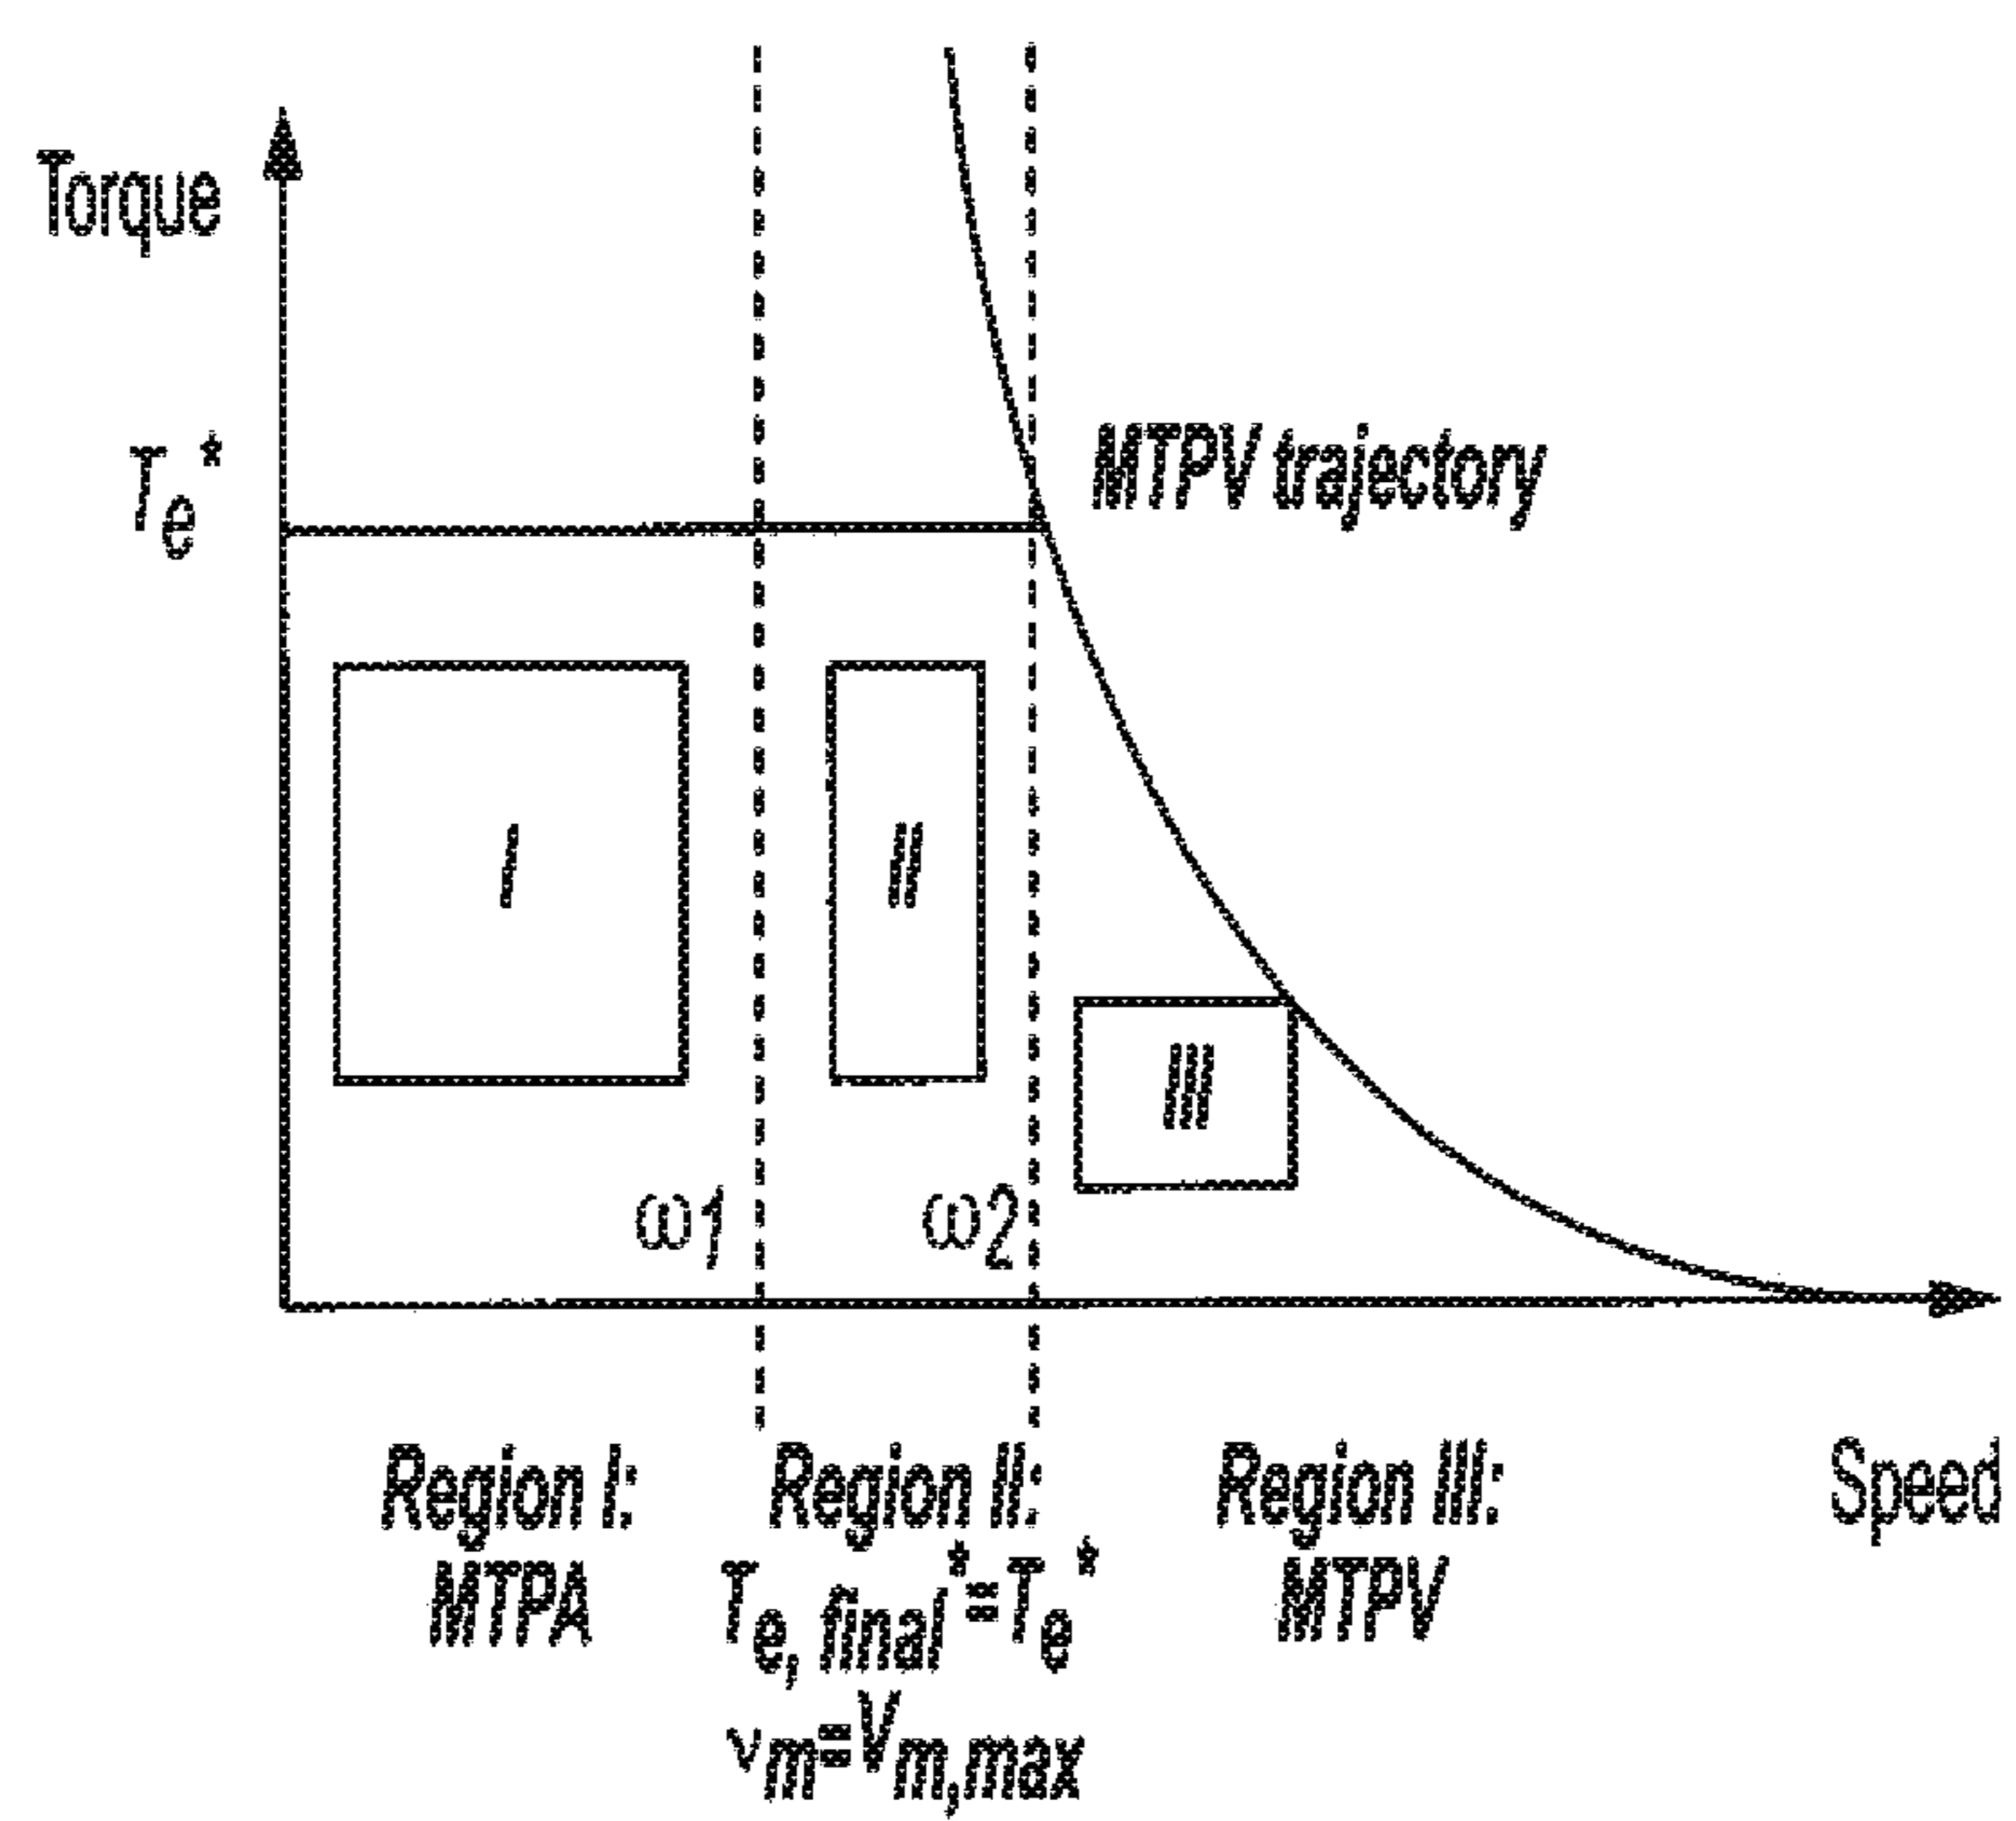 Torque
Te*
MTPV trajectory
I
II
III
ω1
ω2
Region I:
MTPA
Region II:
Te, final*=Te*
vm=Vm,max
Region III:
MTPV
Speed